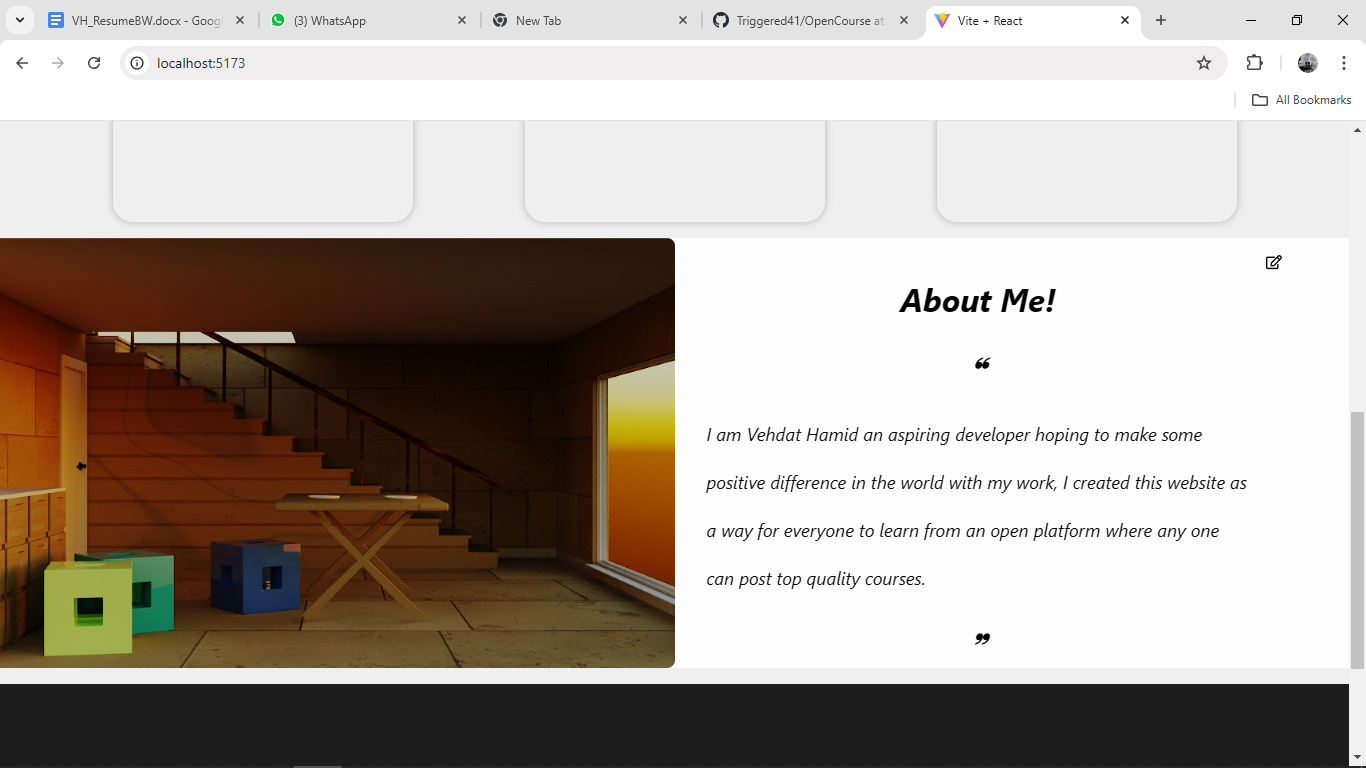 VH_ResumeBW.docx - Goog
(3) WhatsApp
New Tab
Triggered41/OpenCourse at
Vite + React
localhost:5173
All Bookmarks
About Me!
❝
I am Vehdat Hamid an aspiring developer hoping to make some
positive difference in the world with my work, I created this website as
a way for everyone to learn from an open platform where any one
can post top quality courses.
❞